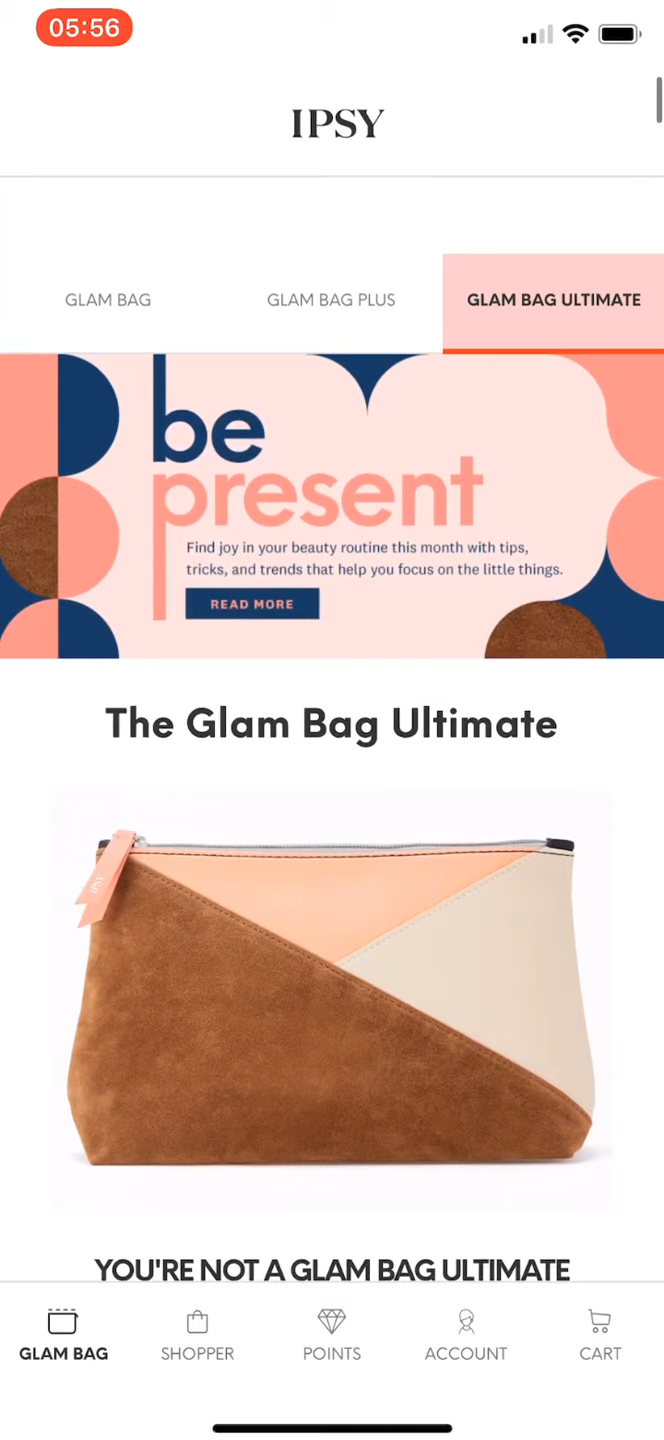 05:56
IPSY
GLAM BAG
GLAM BAG PLUS
GLAM BAG ULTIMATE
be
present
Find joy in your beauty routine this month with tips,
tricks, and trends that help you focus on the little things.
READ MORE
The Glam Bag Ultimate
IPSY
YOU'RE NOT A GLAM BAG ULTIMATE
GLAM BAG
SHOPPER
POINTS
ACCOUNT
CART